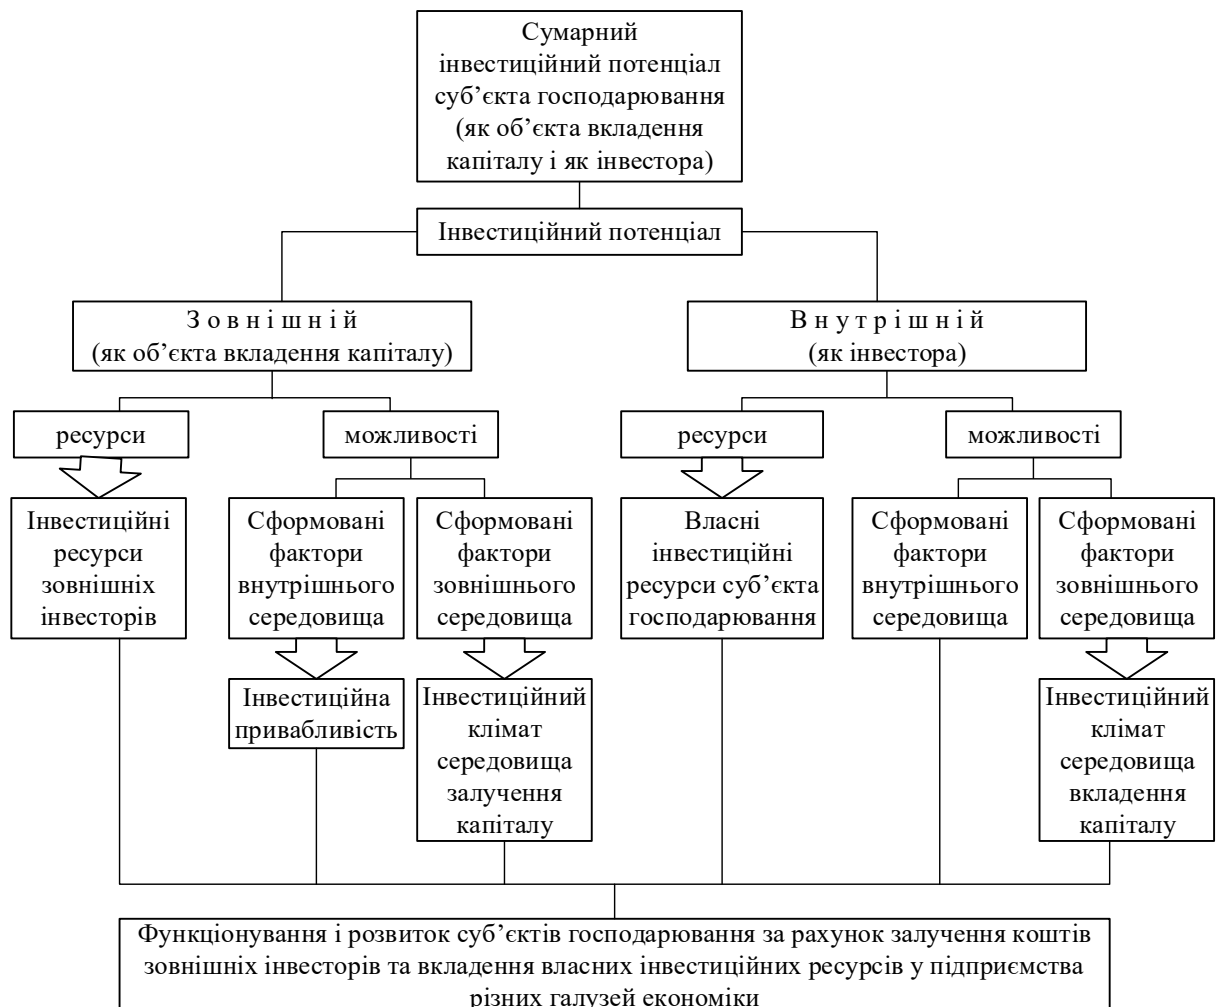 Сумарний
інвестиційний потенціал
суб’єкта господарювання
(як об’єкта вкладення
капіталу і як інвестора)
Інвестиційний потенціал
З о в н і ш н і й
(як об’єкта вкладення капіталу)
В н у т р і ш н і й
(як інвестора)
ресурси
можливості
ресурси
можливості
Інвестиційні
ресурси
зовнішніх
інвесторів
Сформовані
фактори
внутрішнього
середовища
Сформовані
фактори
зовнішнього
середовища
Власні
інвестиційні
ресурси суб’єкта
господарювання
Сформовані
фактори
внутрішнього
середовища
Сформовані
фактори
зовнішнього
середовища
Інвестиційна
привабливість
Інвестиційний
клімат
середовища
залучення
капіталу
Інвестиційний
клімат
середовища
вкладення
капіталу
Функціонування і розвиток суб’єктів господарювання за рахунок залучення коштів
зовнішніх інвесторів та вкладення власних інвестиційних ресурсів у підприємства
різних галузей економіки